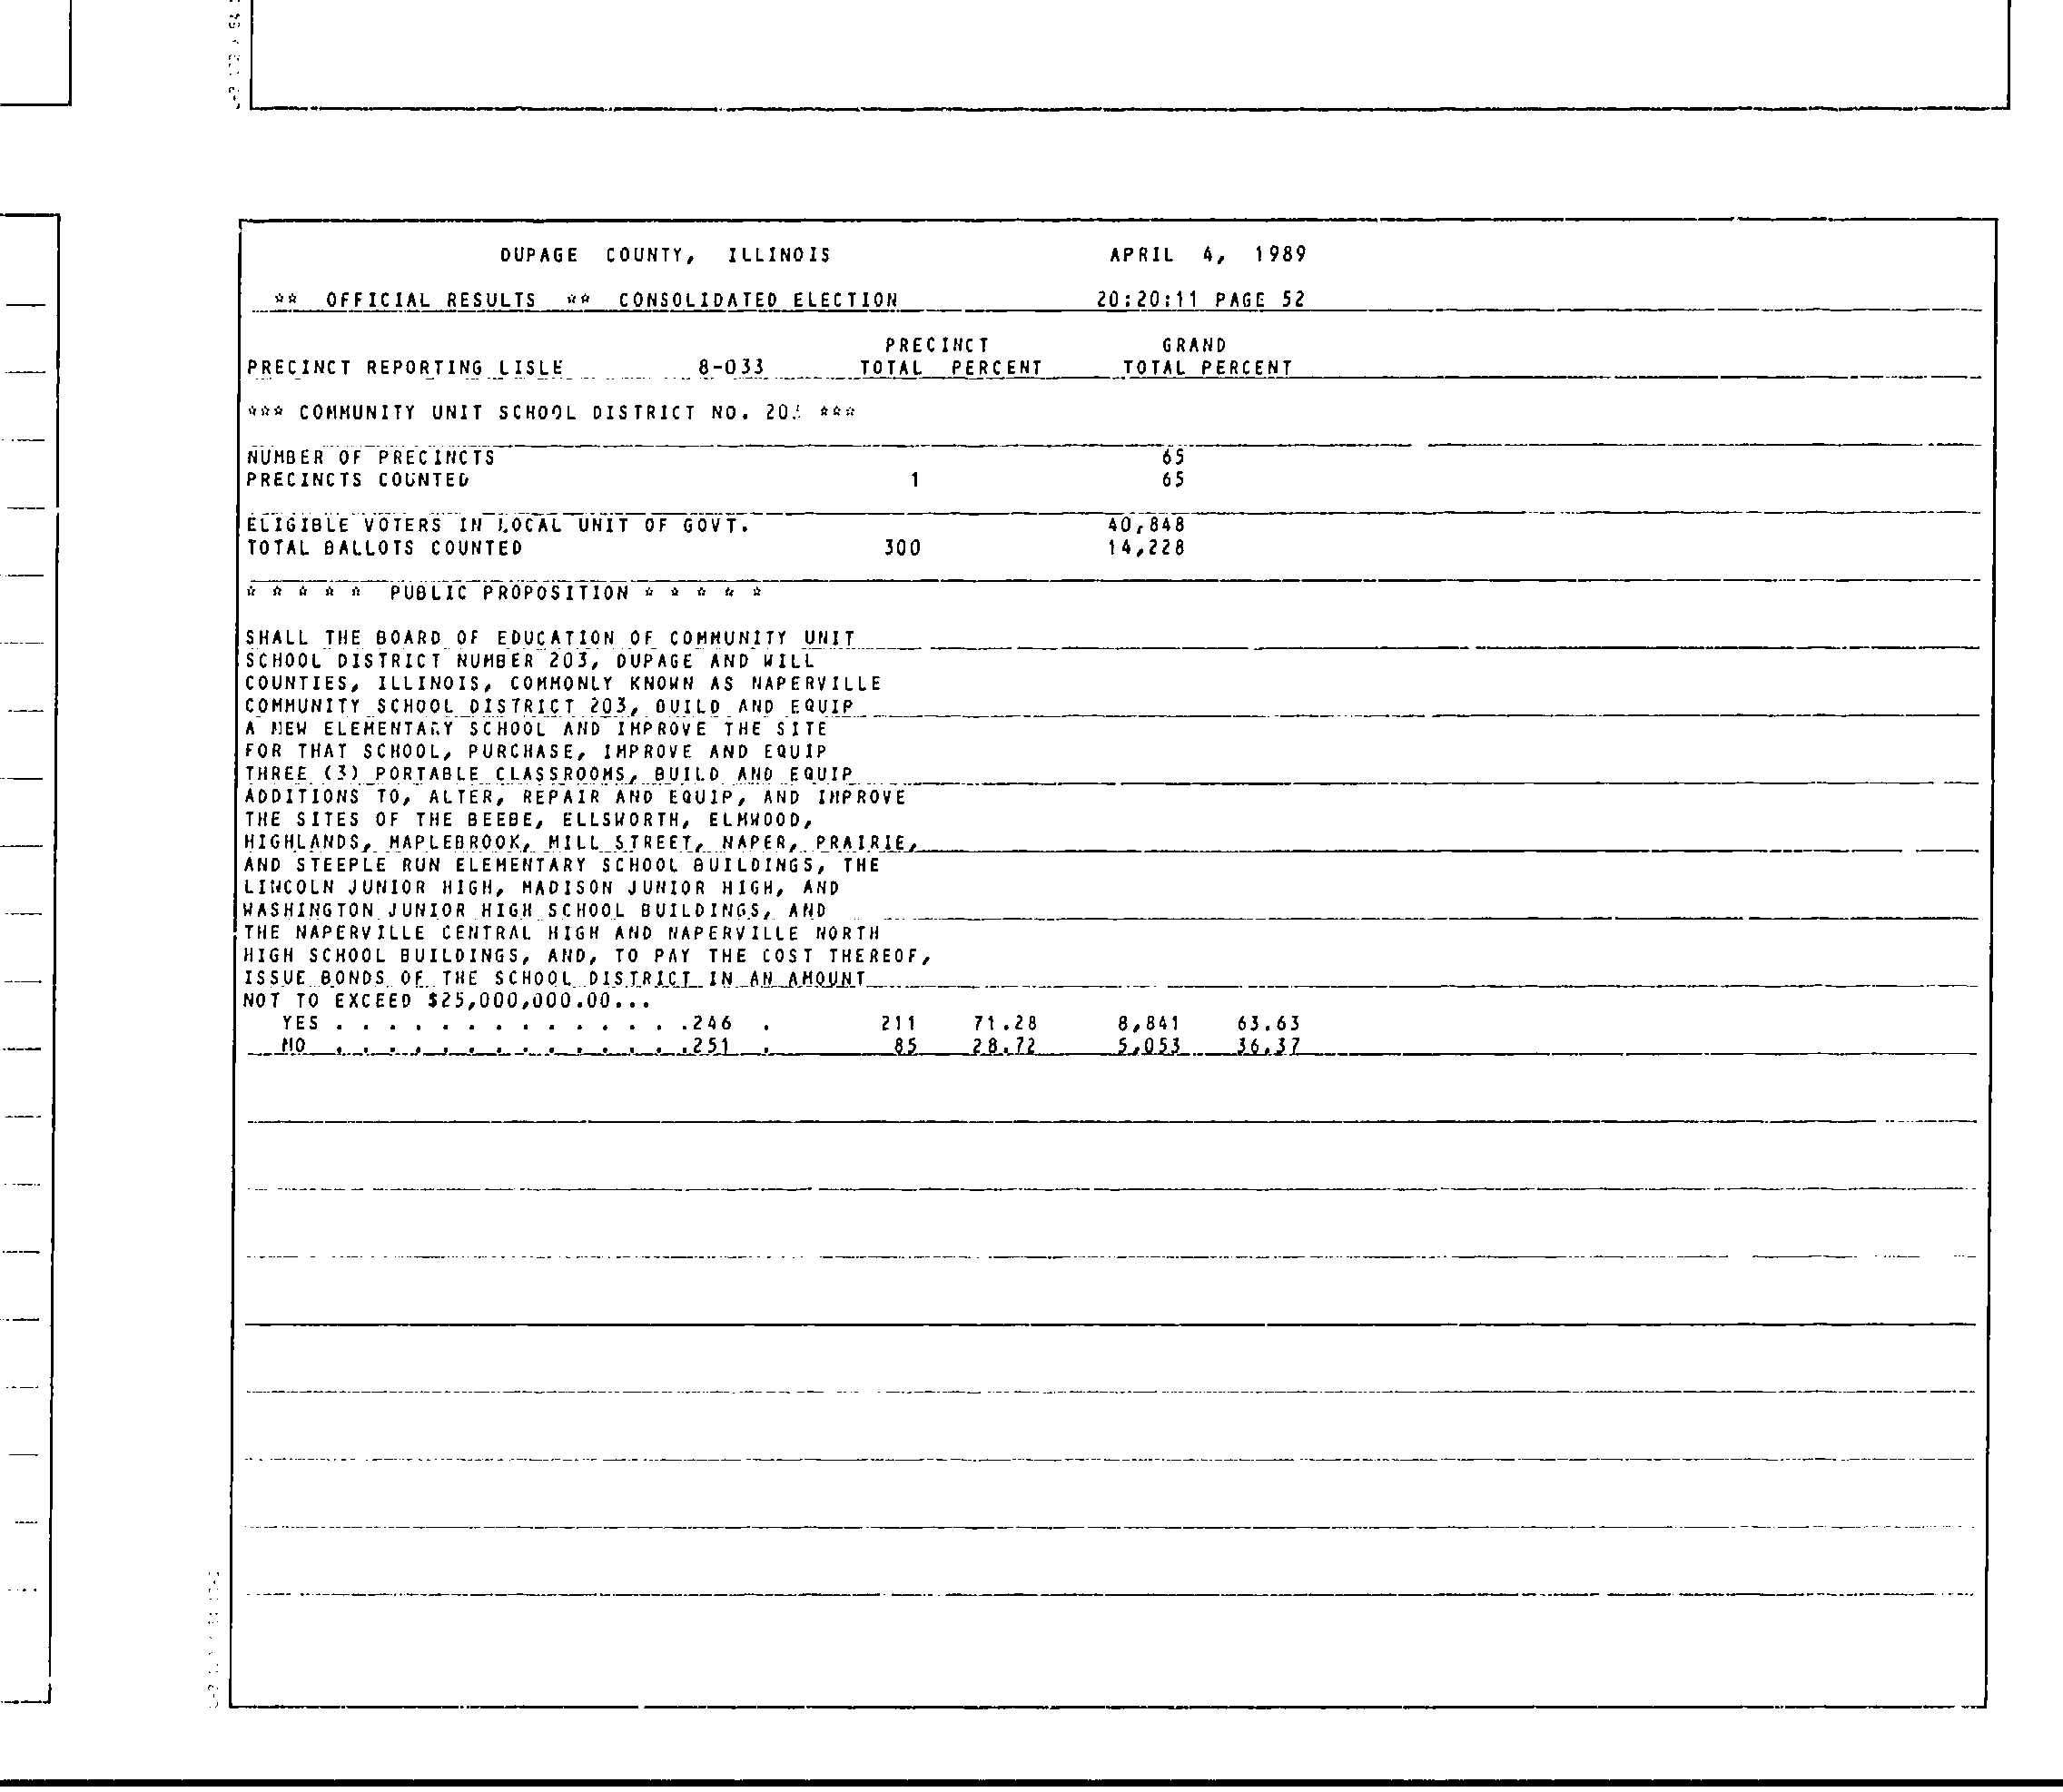 DUPAGE COUNTY, ILLINOIS APRIL 4, 1989
** OFFICIAL RESULTS ** CONSOLIDATED ELECTION 20:20:11 PAGE 52
PRECINCT GRAND
PRECINCT REPORTING LISLE 8-033 TOTAL PERCENT TOTAL PERCENT
*** COMMUNITY UNIT SCHOOL DISTRICT NO. 203 ***
NUMBER OF PRECINCTS 65
PRECINCTS COUNTED 1 65
ELIGIBLE VOTERS IN LOCAL UNIT OF GOVT. 40,848
TOTAL BALLOTS COUNTED 300 14,228
* * * * * PUBLIC PROPOSITION * * * * *
SHALL THE BOARD OF EDUCATION OF COMMUNITY UNIT
SCHOOL DISTRICT NUMBER 203, DUPAGE AND WILL
COUNTIES, ILLINOIS, COMMONLY KNOWN AS NAPERVILLE
COMMUNITY SCHOOL DISTRICT 203, BUILD AND EQUIP
A NEW ELEMENTARY SCHOOL AND IMPROVE THE SITE
FOR THAT SCHOOL, PURCHASE, IMPROVE AND EQUIP
THREE (3) PORTABLE CLASSROOMS, BUILD AND EQUIP
ADDITIONS TO, ALTER, REPAIR AND EQUIP, AND IMPROVE
THE SITES OF THE BEEBE, ELLSWORTH, ELMWOOD,
HIGHLANDS, MAPLEBROOK, MILL STREET, NAPER, PRAIRIE,
AND STEEPLE RUN ELEMENTARY SCHOOL BUILDINGS, THE
LINCOLN JUNIOR HIGH, MADISON JUNIOR HIGH, AND
WASHINGTON JUNIOR HIGH SCHOOL BUILDINGS, AND
THE NAPERVILLE CENTRAL HIGH AND NAPERVILLE NORTH
HIGH SCHOOL BUILDINGS, AND, TO PAY THE COST THEREOF,
ISSUE BONDS OF THE SCHOOL DISTRICT IN AN AMOUNT
NOT TO EXCEED $25,000,000.00...
YES . . . . . . . . . . . . . .246 . 211 71.28 8,841 63.63
NO . . . . . . . . . . . . . .251 . 85 28.72 5,053 36.37